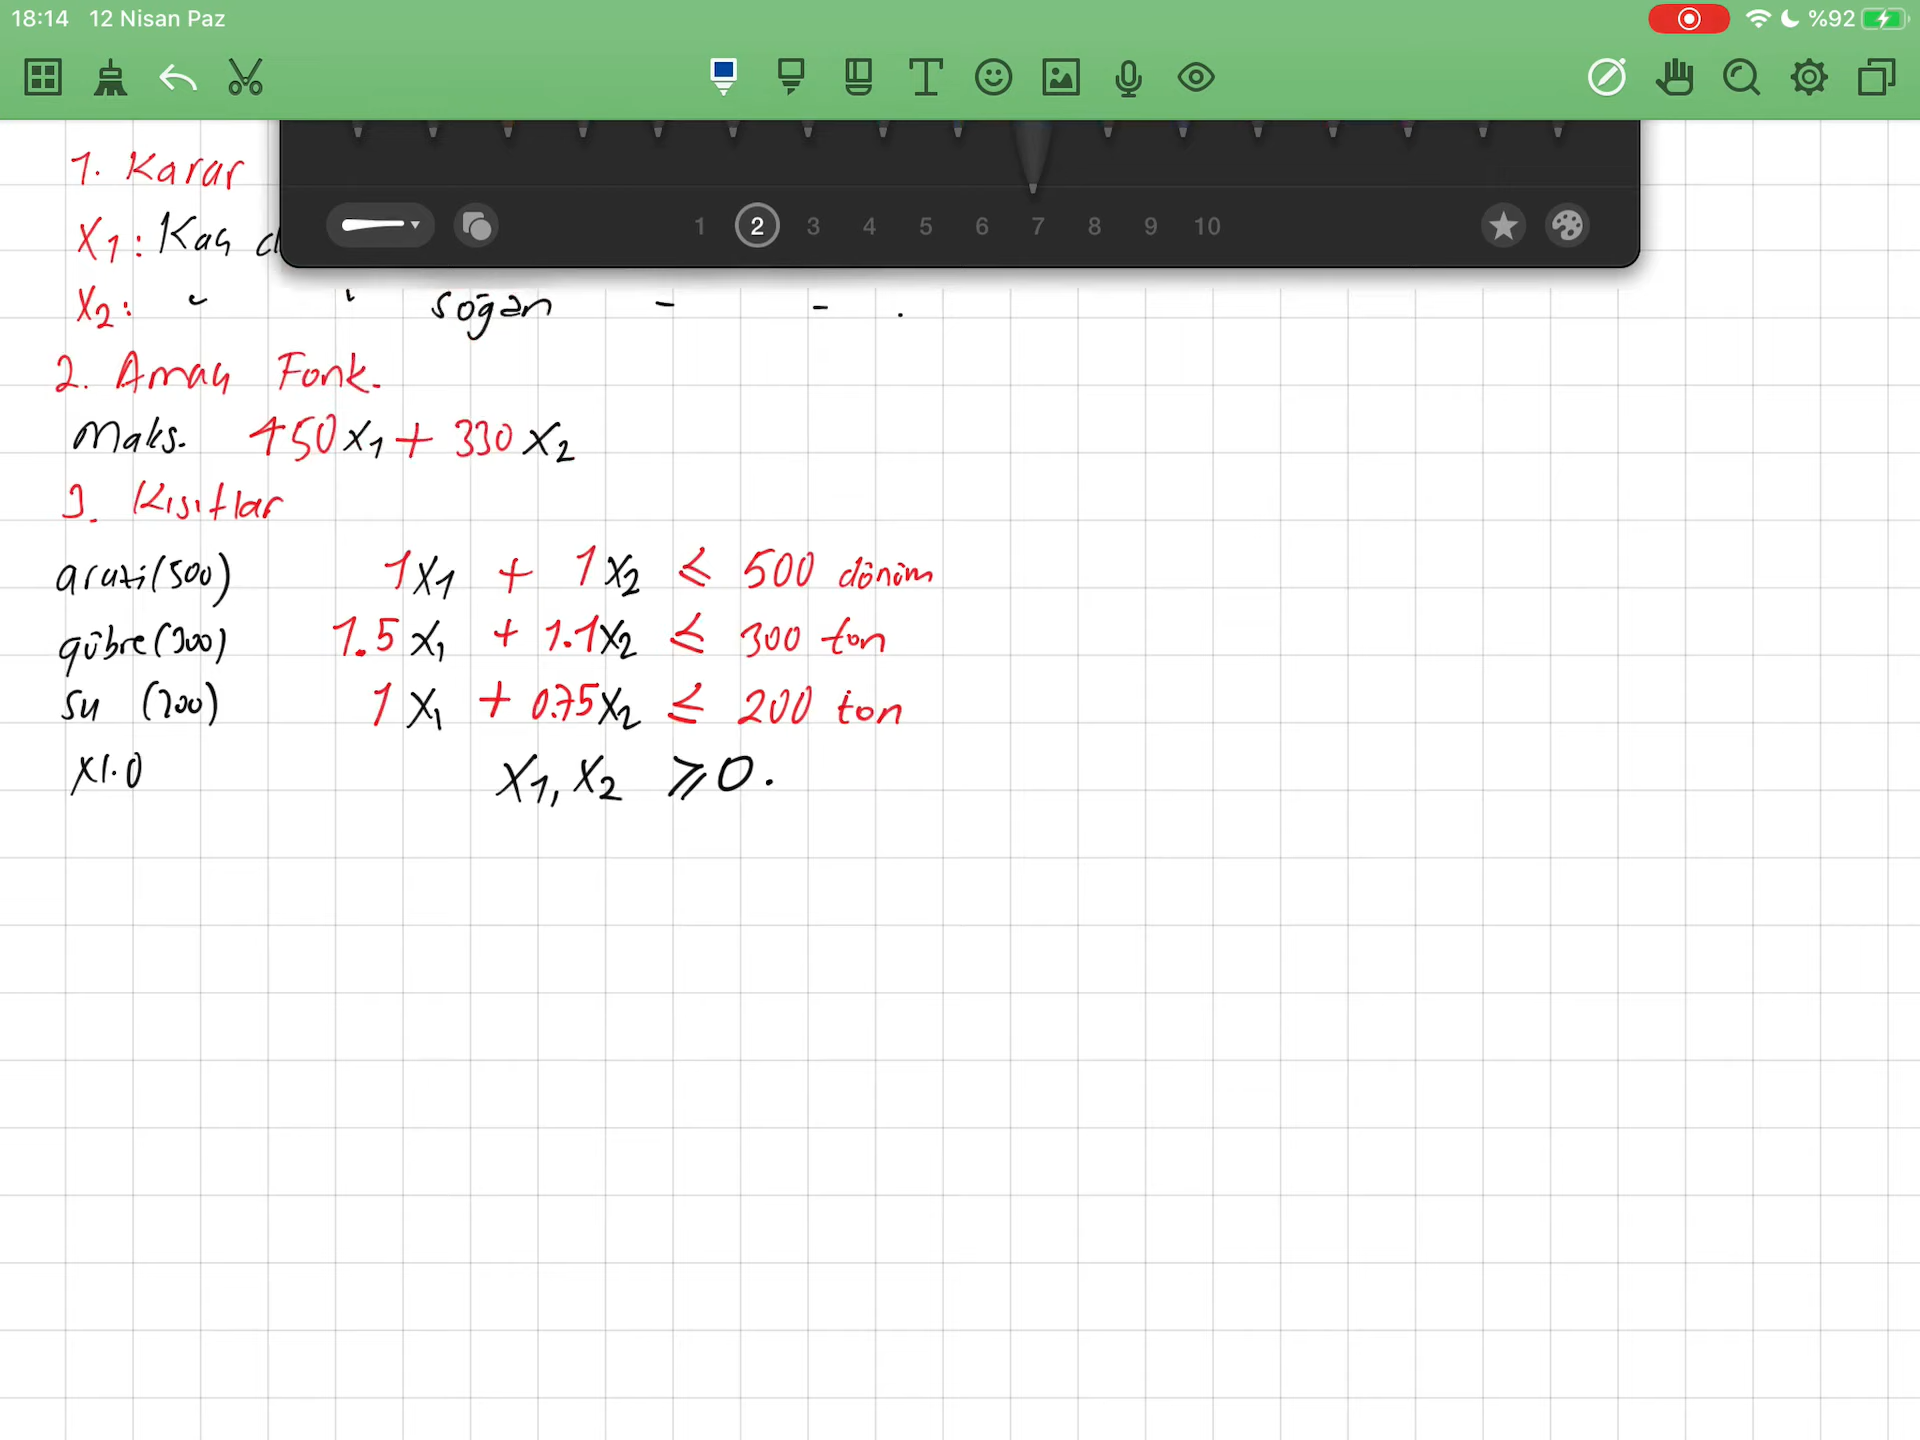 18:14 12 Nisan Paz %92
1 2 3 4 5 6 7 8 9 10
1. Karar
X1: Kaç d
X2: " " soğan - - .
2. Amaç Fonk.
Maks. 450X1 + 330X2
3. Kısıtlar
arazi(500) 1X1 + 1X2 ≤ 500 dönüm
gübre(300) 1.5X1 + 1.1X2 ≤ 300 ton
su (200) 1X1 + 0.75X2 ≤ 200 ton
X1, X2 ≥ 0.